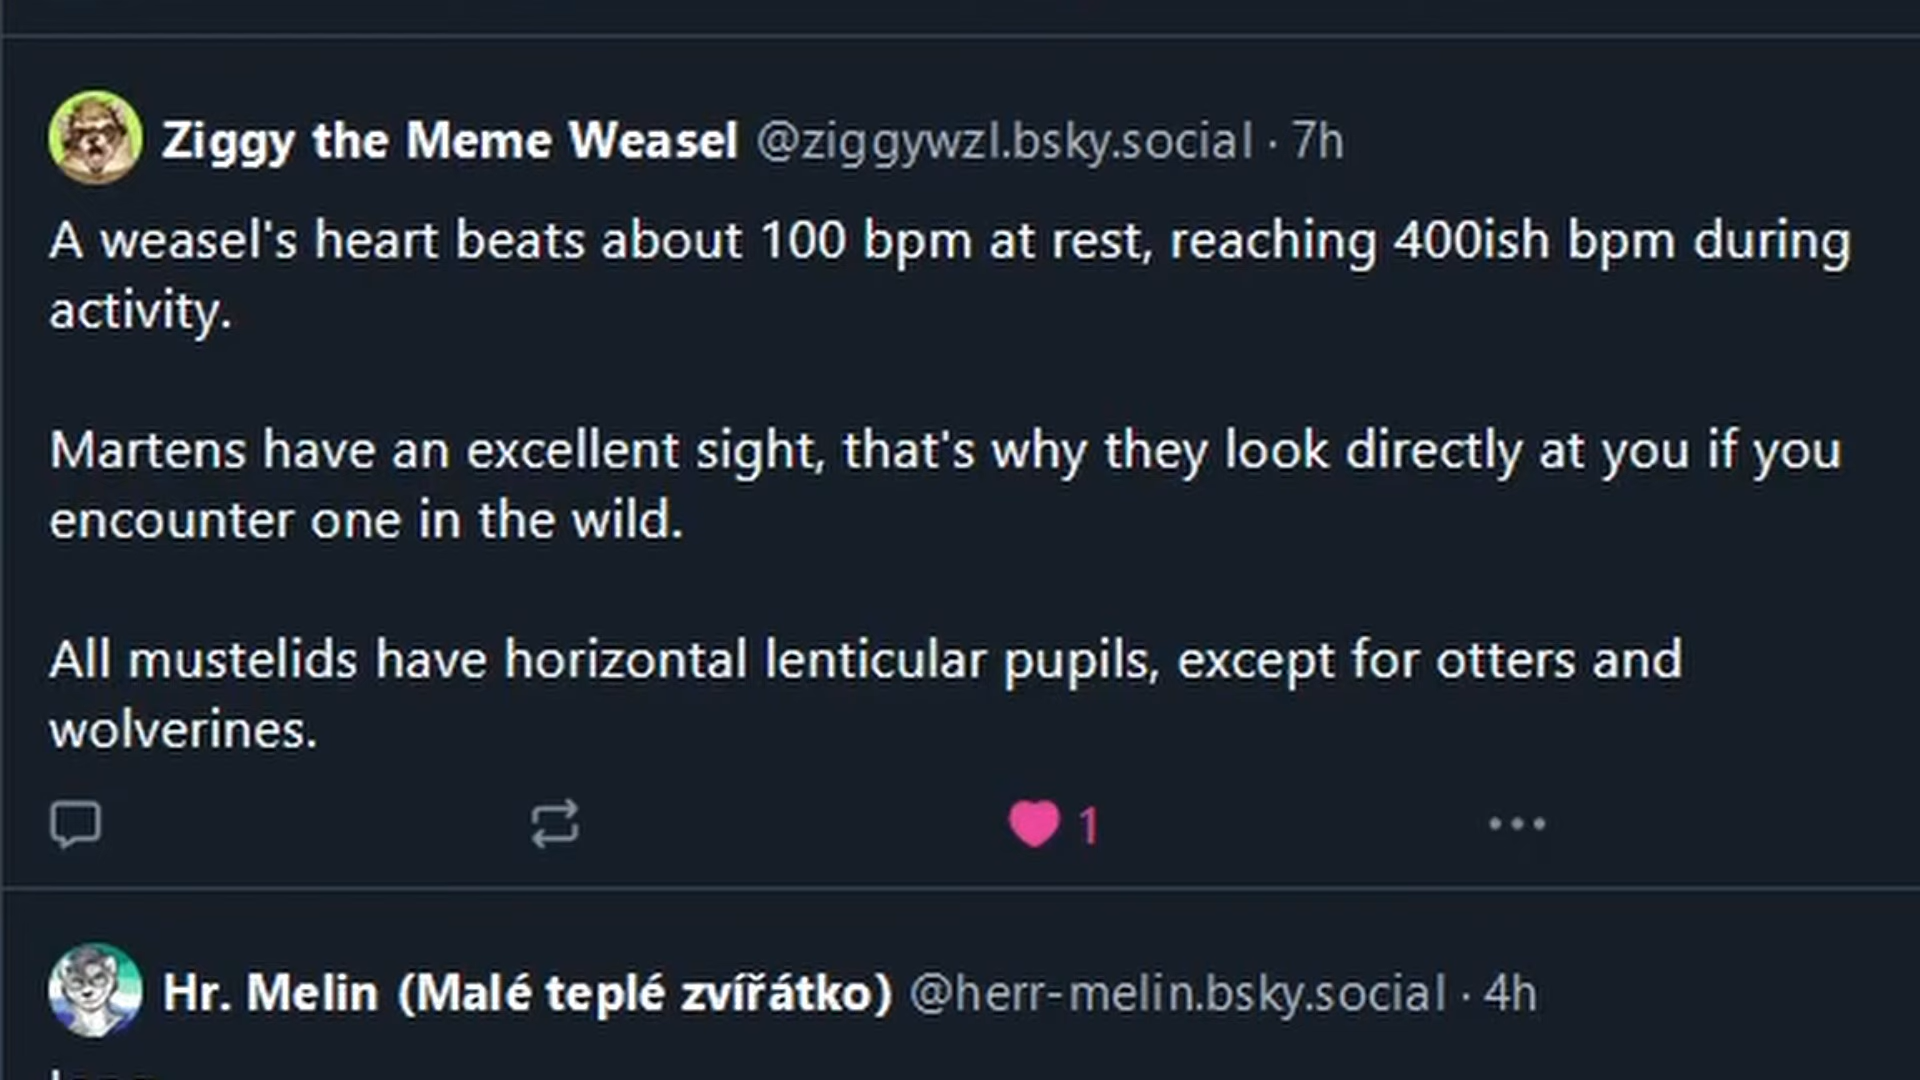 Ziggy the Meme Weasel @ziggywzl.bsky.social · 7h
A weasel's heart beats about 100 bpm at rest, reaching 400ish bpm during
activity.
Martens have an excellent sight, that's why they look directly at you if you
encounter one in the wild.
All mustelids have horizontal lenticular pupils, except for otters and
wolverines.
1
Hr. Melin (Malé teplé zvířátko) @herr-melin.bsky.social · 4h